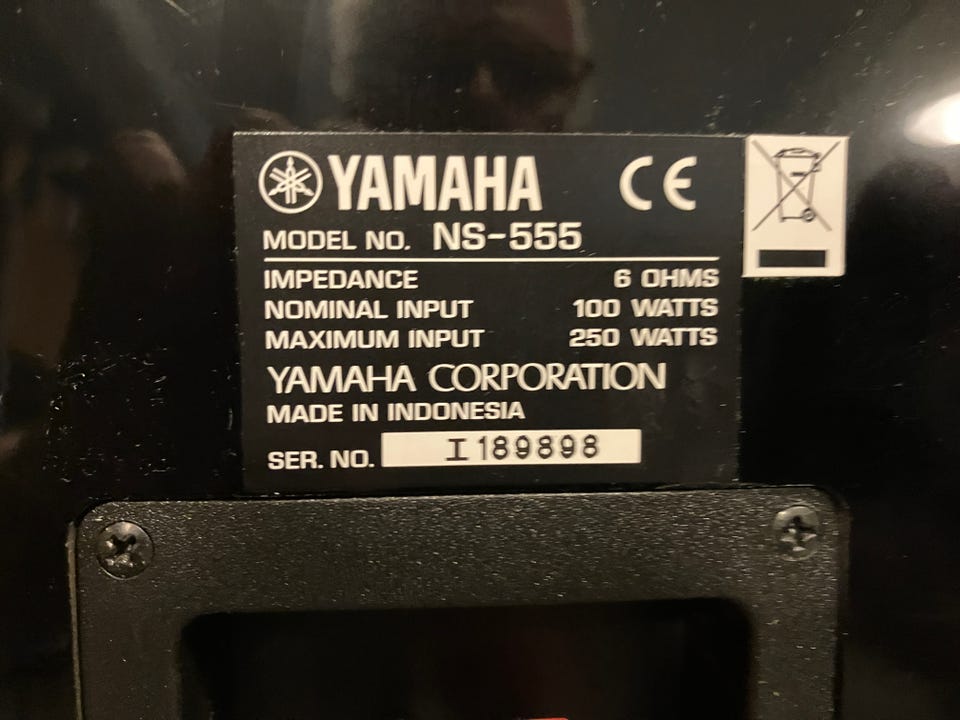 YAMAHA CE
MODEL NO. NS-555
IMPEDANCE 6 OHMS
NOMINAL INPUT 100 WATTS
MAXIMUM INPUT 250 WATTS
YAMAHA CORPORATION
MADE IN INDONESIA
SER. NO. I189898